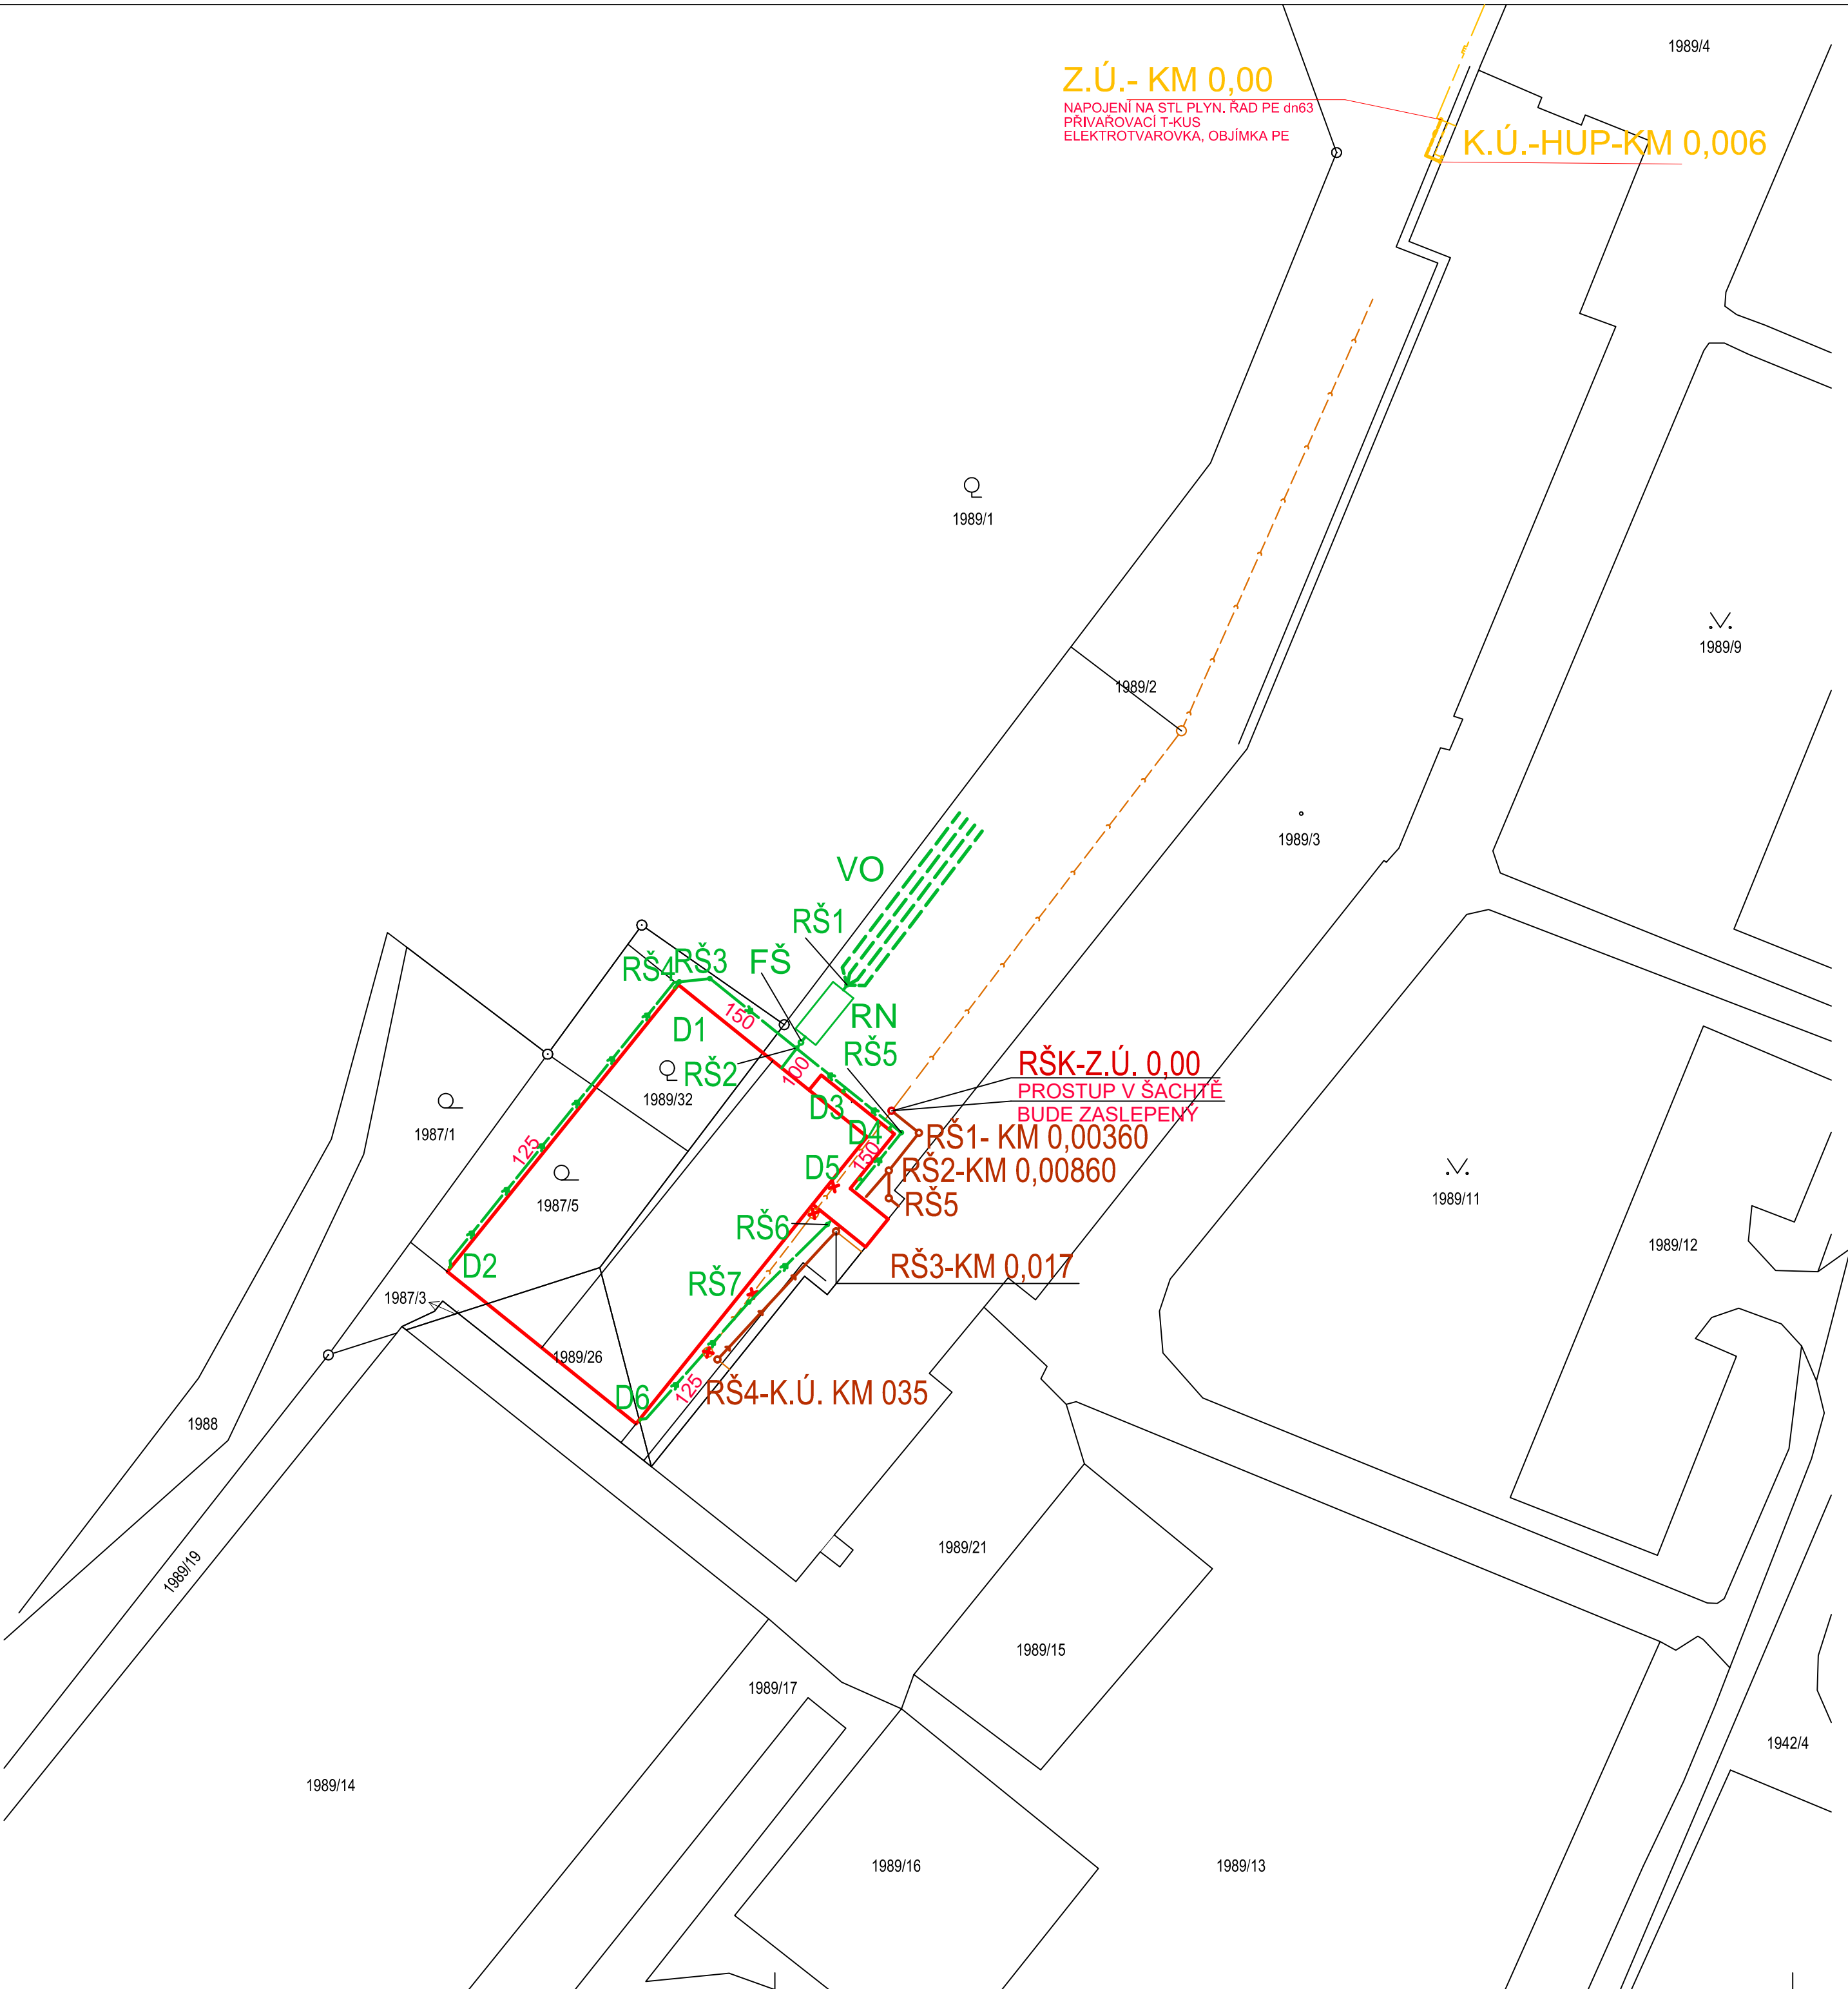 1989/4
Z.Ú.- KM 0,00
NAPOJENÍ NA STL PLYN. ŘAD PE dn63
PŘIVAŘOVACÍ T-KUS
ELEKTROTVAROVKA, OBJÍMKA PE
K.Ú.-HUP-KM 0,006
1989/1
1989/9
1989/2
1989/3
VO
RŠ1
FŠ
RŠ3
RŠ4
150
RN
D1
RŠ5
RŠ2
100
RŠK-Z.Ú. 0,00
PROSTUP V ŠACHTĚ
BUDE ZASLEPENÝ
1989/32
D3
D4
1987/1
RŠ1- KM 0,00360
125
150
D5
RŠ2-KM 0,00860
1987/5
RŠ5
1989/11
RŠ6
1989/12
D2
RŠ3-KM 0,017
RŠ7
1987/3
1989/26
D6
125
RŠ4-K.Ú. KM 035
1988
1989/21
1989/19
1989/15
1989/17
1942/4
1989/14
1989/16
1989/13